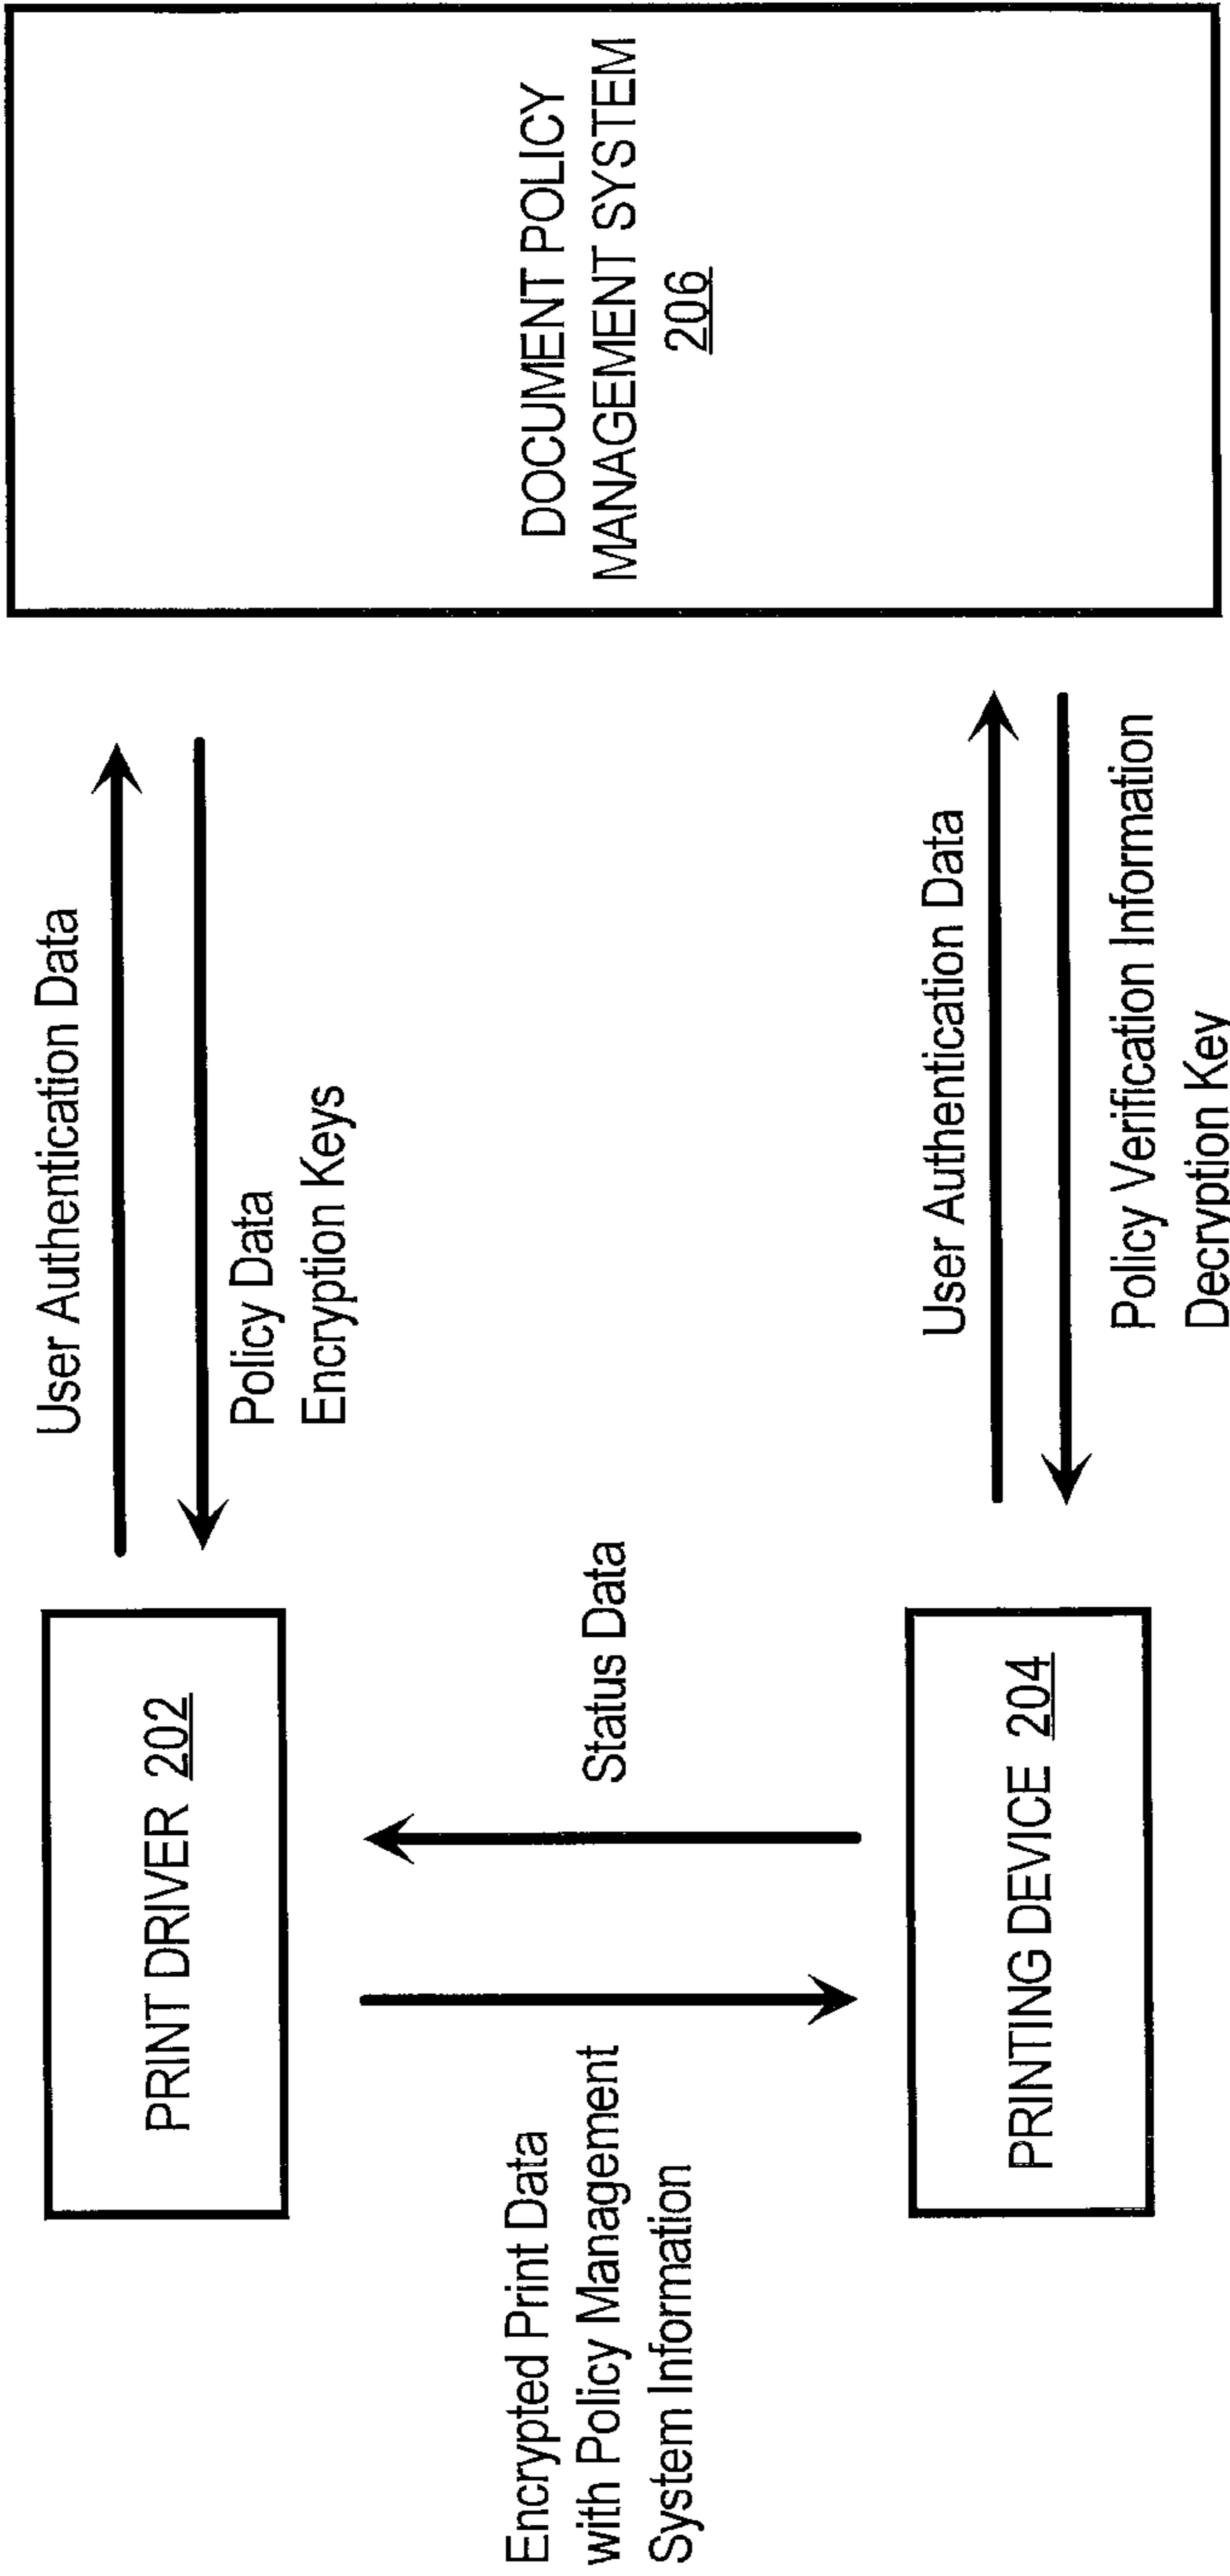 User Authentication Data
Policy Data
Encryption Keys
PRINT DRIVER 202
DOCUMENT POLICY
MANAGEMENT SYSTEM
206
Encrypted Print Data
with Policy Management
System Information
Status Data
PRINTING DEVICE 204
User Authentication Data
Policy Verification Information
Decryption Key